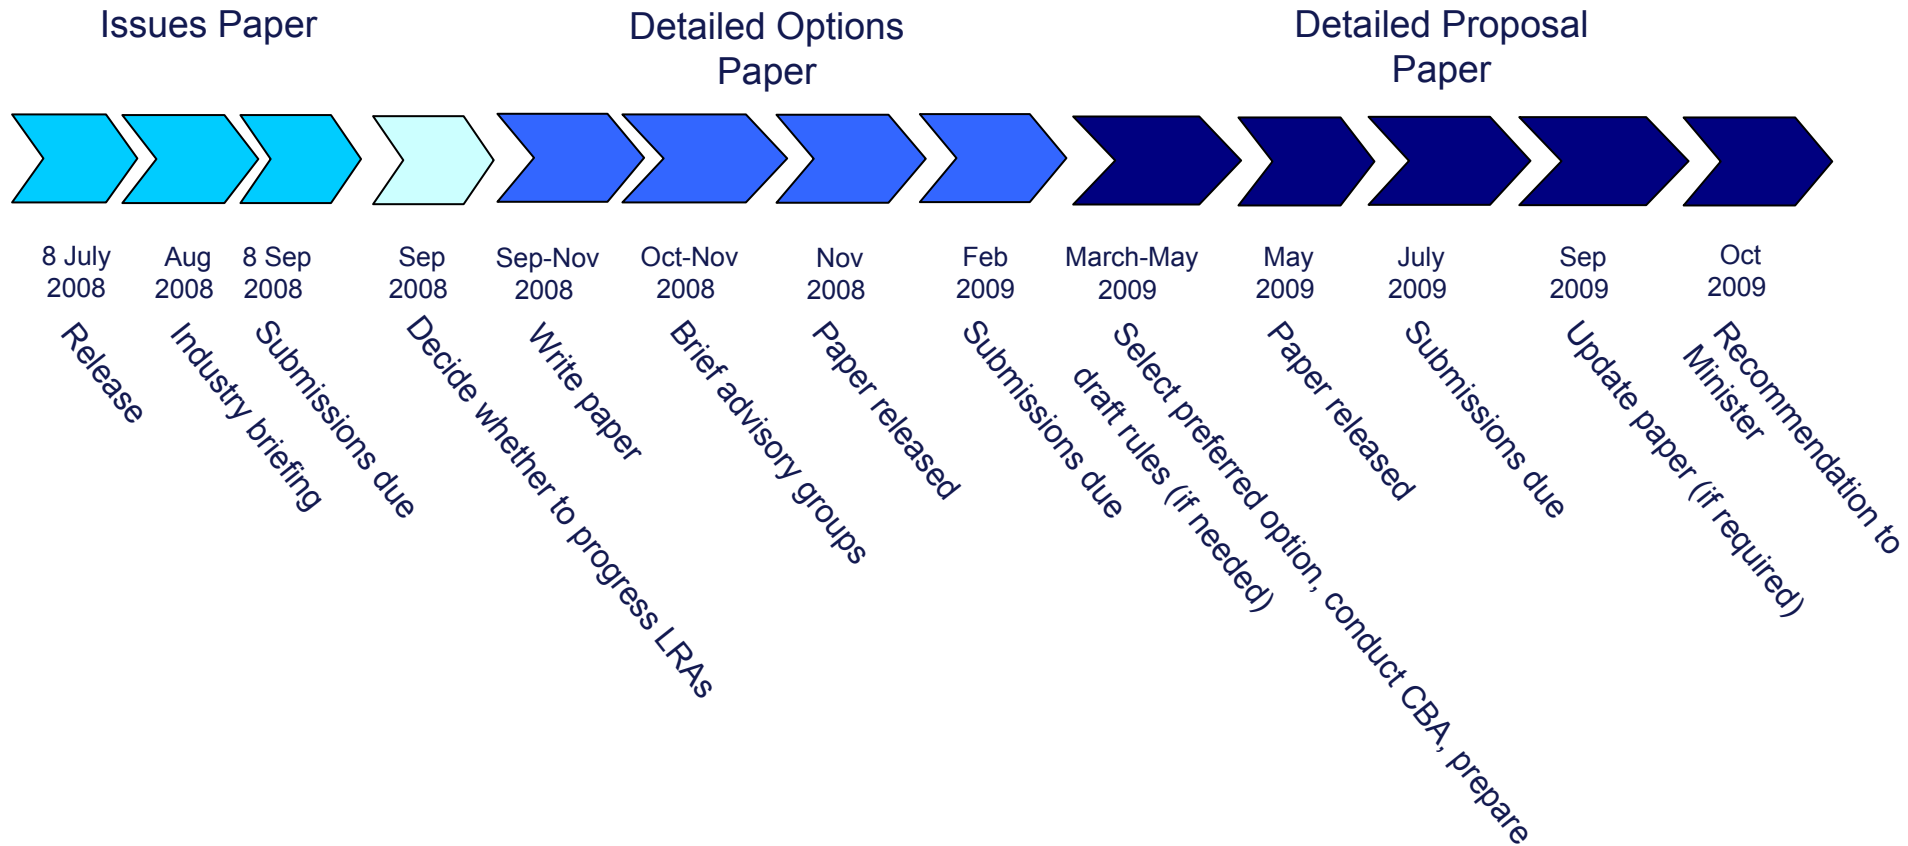 Issues Paper
Detailed Options
Paper
Detailed Proposal
Paper
8 July
2008
Release
Aug
2008
Industry briefing
8 Sep
2008
Submissions due
Sep
2008
Decide whether to progress LRAs
Sep-Nov
2008
Write paper
Oct-Nov
2008
Brief advisory groups
Nov
2008
Paper released
Feb
2009
Submissions due
March-May
2009
Select preferred option, conduct CBA, prepare
draft rules (if needed)
May
2009
Paper released
July
2009
Submissions due
Sep
2009
Update paper (if required)
Oct
2009
Recommendation to
Minister